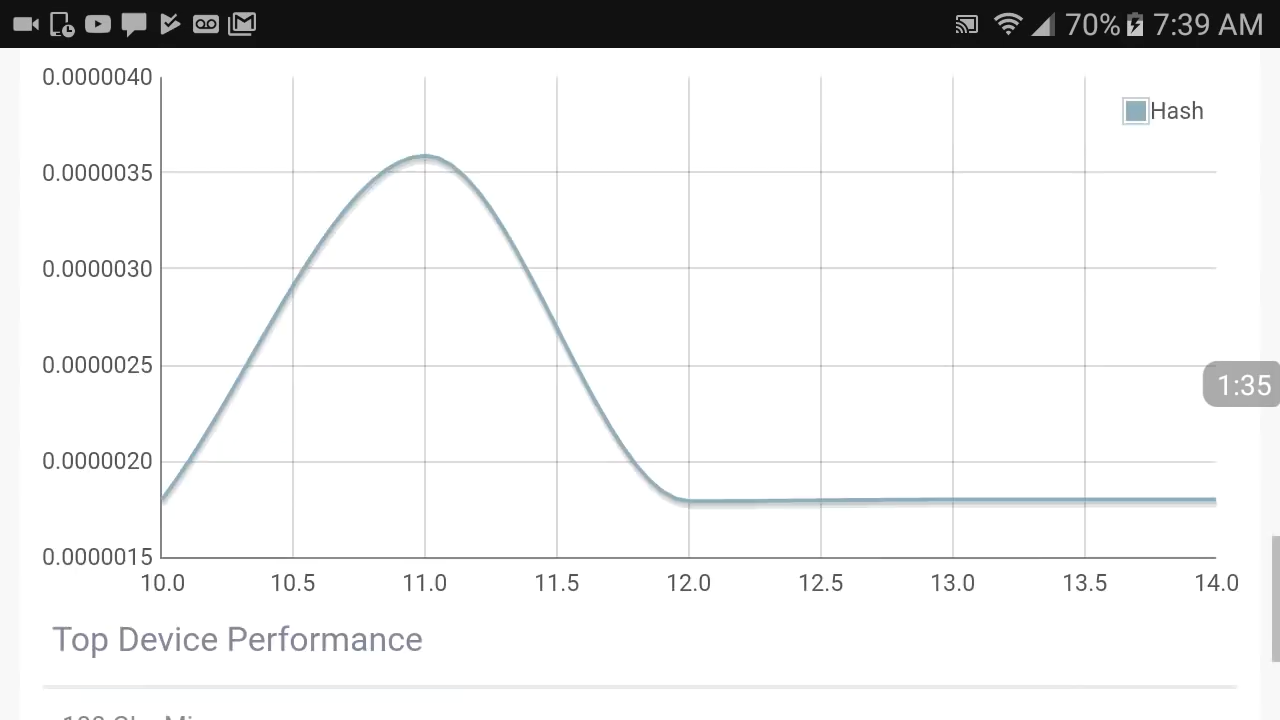 70% 7:39 AM
0.0000040
Hash
0.0000035
0.0000030
0.0000025
1:35
0.0000020
0.0000015
10.0 10.5 11.0 11.5 12.0 12.5 13.0 13.5 14.0
Top Device Performance